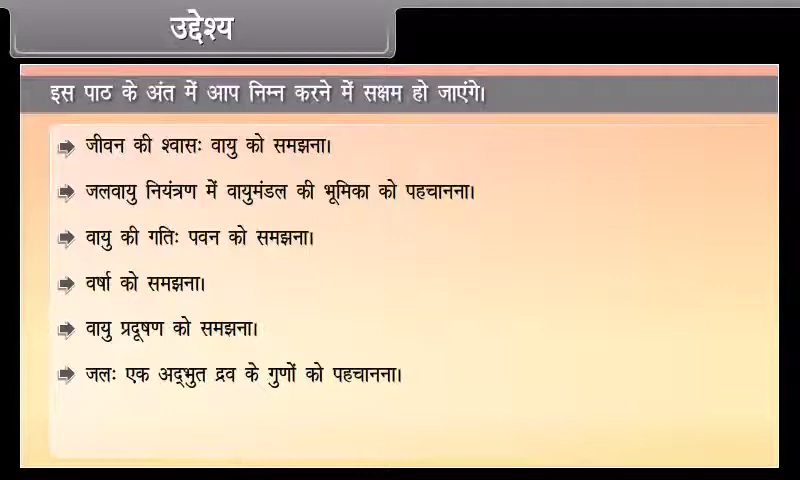 उद्देश्य
इस पाठ के अंत में आप निम्न करने में सक्षम हो जाएंगे।
जीवन की श्वासः वायु को समझना।
जलवायु नियंत्रण में वायुमंडल की भूमिका को पहचानना।
वायु की गतिः पवन को समझना।
वर्षा को समझना।
वायु प्रदूषण को समझना।
जलः एक अद्भुत द्रव के गुणों को पहचानना।